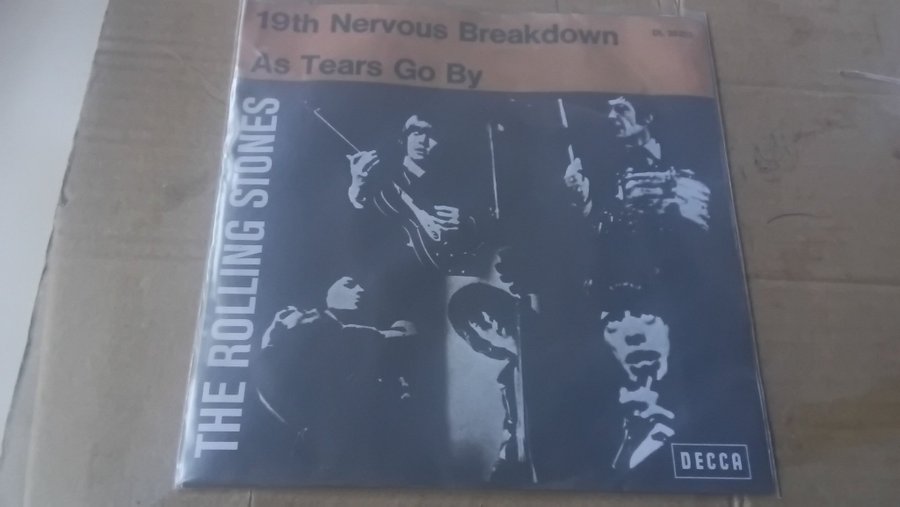 19th Nervous Breakdown
As Tears Go By
THE ROLLING STONES
DECCA